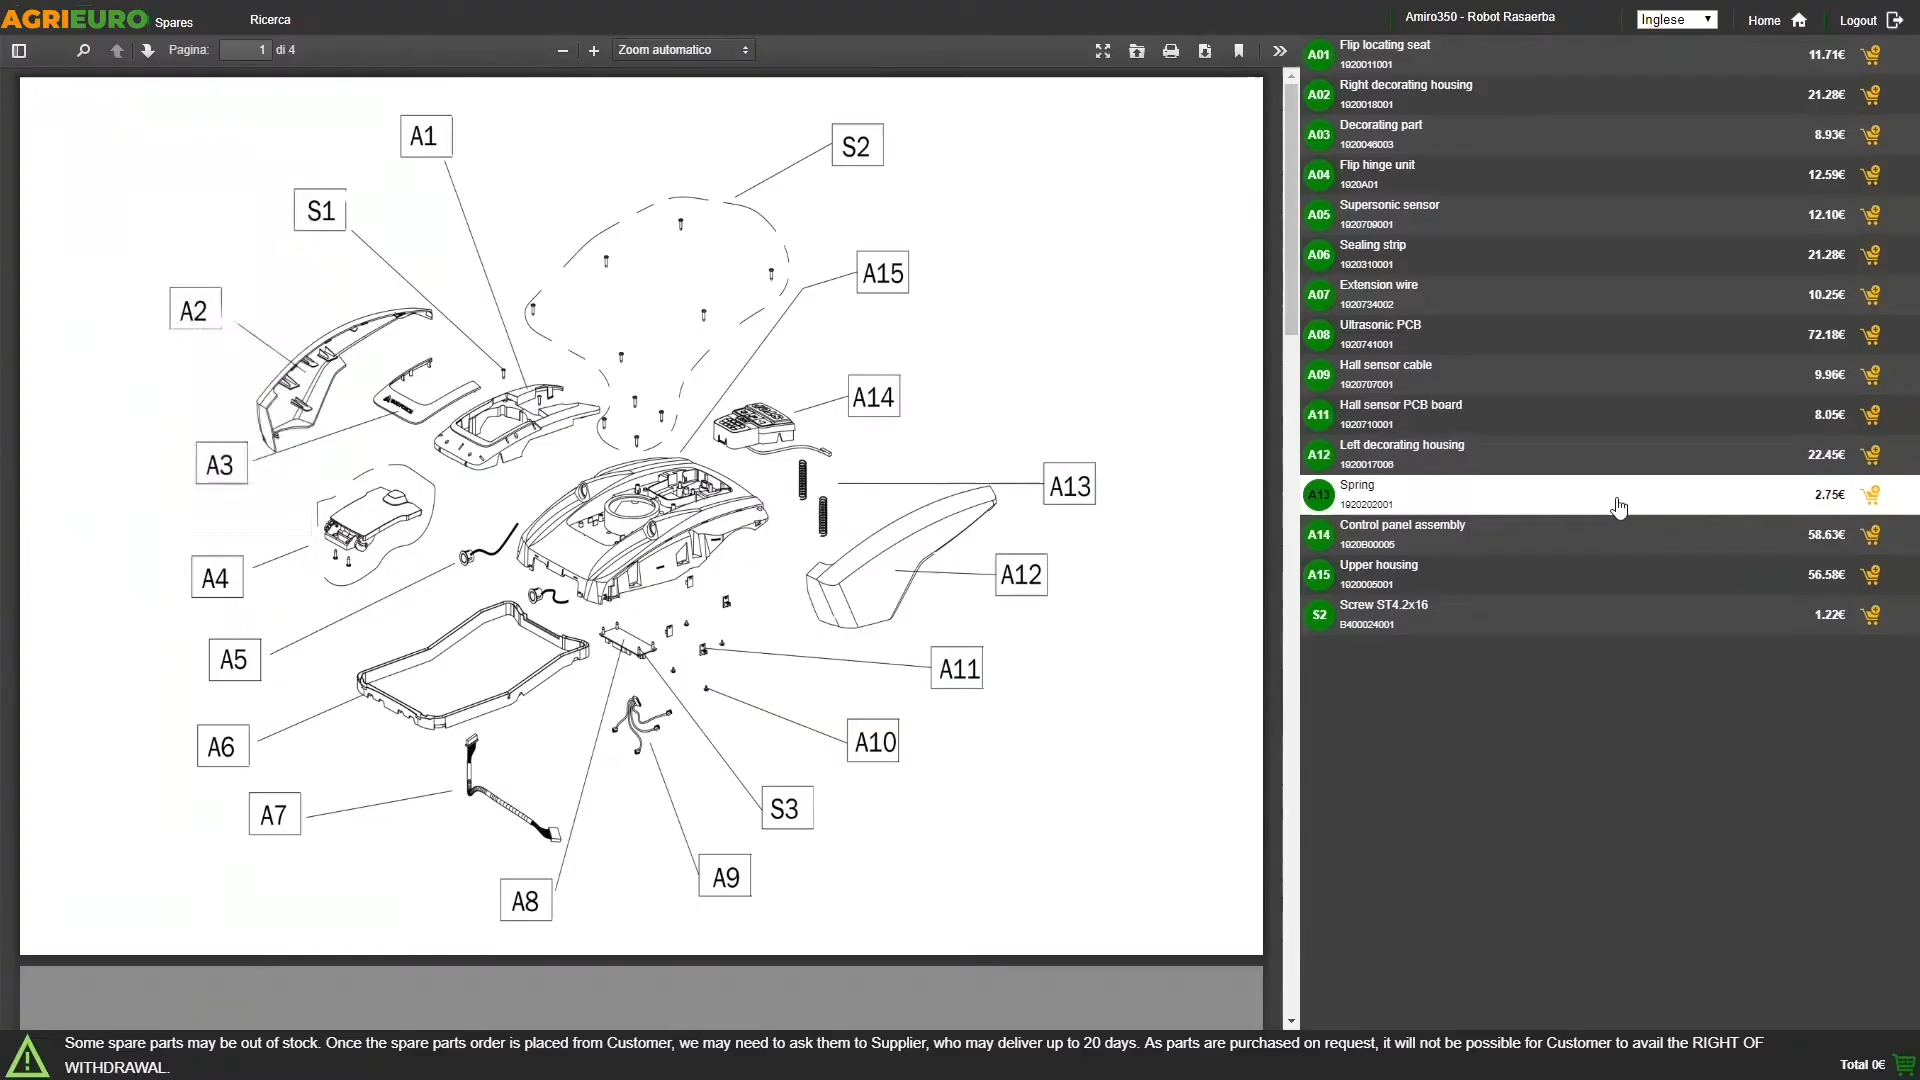 AGRIEURO Spares
Ricerca
Amiro350 - Robot Rasaerba
Inglese
Home
Logout
Pagina:
1
di 4
Zoom automatico
A1
S2
S1
A15
A2
A14
A3
A13
A4
A12
A5
A11
A6
A10
A7
S3
A9
A8
A01
Flip locating seat
1920011001
11.71€
A02
Right decorating housing
1920018001
21.28€
A03
Decorating part
1920046003
8.93€
A04
Flip hinge unit
1920A01
12.59€
A05
Supersonic sensor
1920709001
12.10€
A06
Sealing strip
1920310001
21.28€
A07
Extension wire
1920734002
10.25€
A08
Ultrasonic PCB
1920741001
72.18€
A09
Hall sensor cable
1920707001
9.96€
A11
Hall sensor PCB board
1920710001
8.05€
A12
Left decorating housing
1920017006
22.45€
A13
Spring
1920202001
2.75€
A14
Control panel assembly
1920B00005
58.63€
A15
Upper housing
1920005001
56.58€
S2
Screw ST4.2x16
B400024001
1.22€
Some spare parts may be out of stock. Once the spare parts order is placed from Customer, we may need to ask them to Supplier, who may deliver up to 20 days. As parts are purchased on request, it will not be possible for Customer to avail the RIGHT OF
WITHDRAWAL.
Total 0€